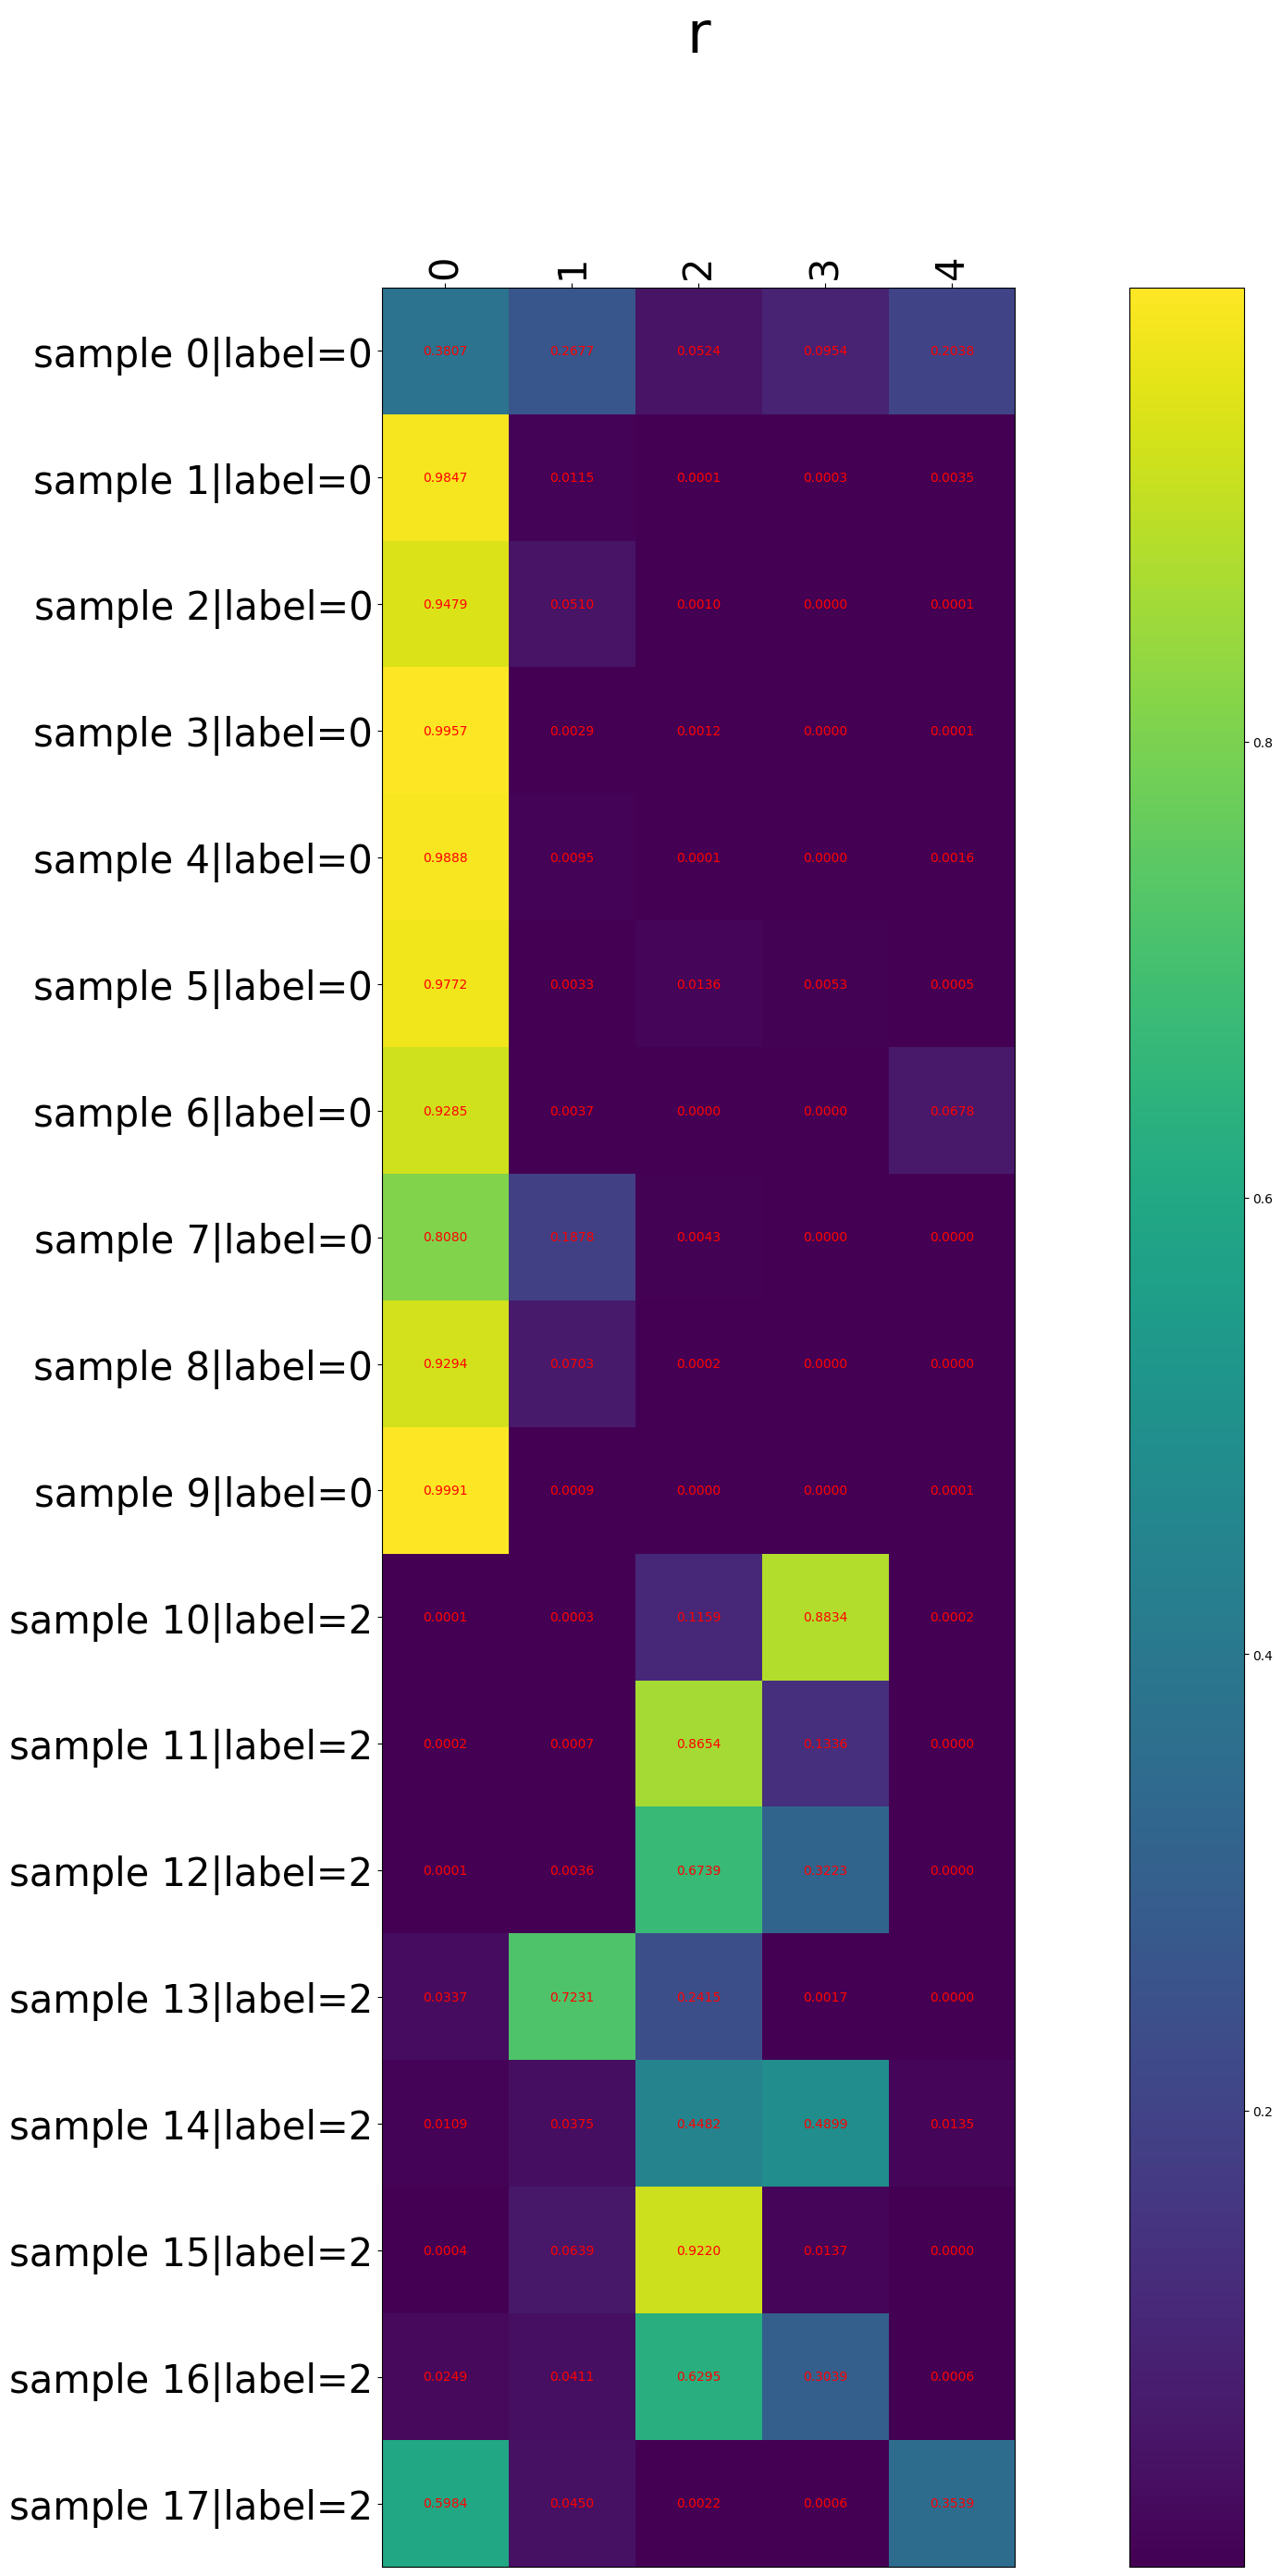 r
0 1 2 3 4
sample 0|label=0 0.3807 0.2677 0.0524 0.0954 0.2038
sample 1|label=0 0.9847 0.0115 0.0001 0.0003 0.0035
sample 2|label=0 0.9479 0.0510 0.0010 0.0000 0.0001
sample 3|label=0 0.9957 0.0029 0.0012 0.0000 0.0001
0.8
sample 4|label=0 0.9888 0.0095 0.0001 0.0000 0.0016
sample 5|label=0 0.9772 0.0033 0.0136 0.0053 0.0005
sample 6|label=0 0.9285 0.0037 0.0000 0.0000 0.0678
0.6
sample 7|label=0 0.8080 0.0043 0.0000 0.0000
sample 8|label=0 0.9294 0.0703 0.0002 0.0000 0.0000
sample 9|label=0 0.9991 0.0009 0.0000 0.0000 0.0001
sample 10|label=2 0.0001 0.0003 0.1159 0.8834 0.0002
0.4
sample 11|label=2 0.0002 0.0007 0.8654 0.1336 0.0000
sample 12|label=2 0.0001 0.0036 0.6739 0.3223 0.0000
sample 13|label=2 0.0337 0.7231 0.2415 0.0017 0.0000
0.2
sample 14|label=2 0.0109 0.0375 0.4482 0.4899 0.0135
sample 15|label=2 0.0004 0.0639 0.9220 0.0137 0.0000
sample 16|label=2 0.0249 0.0411 0.6295 0.3039 0.0006
sample 17|label=2 0.5984 0.0450 0.0022 0.0006 0.3539